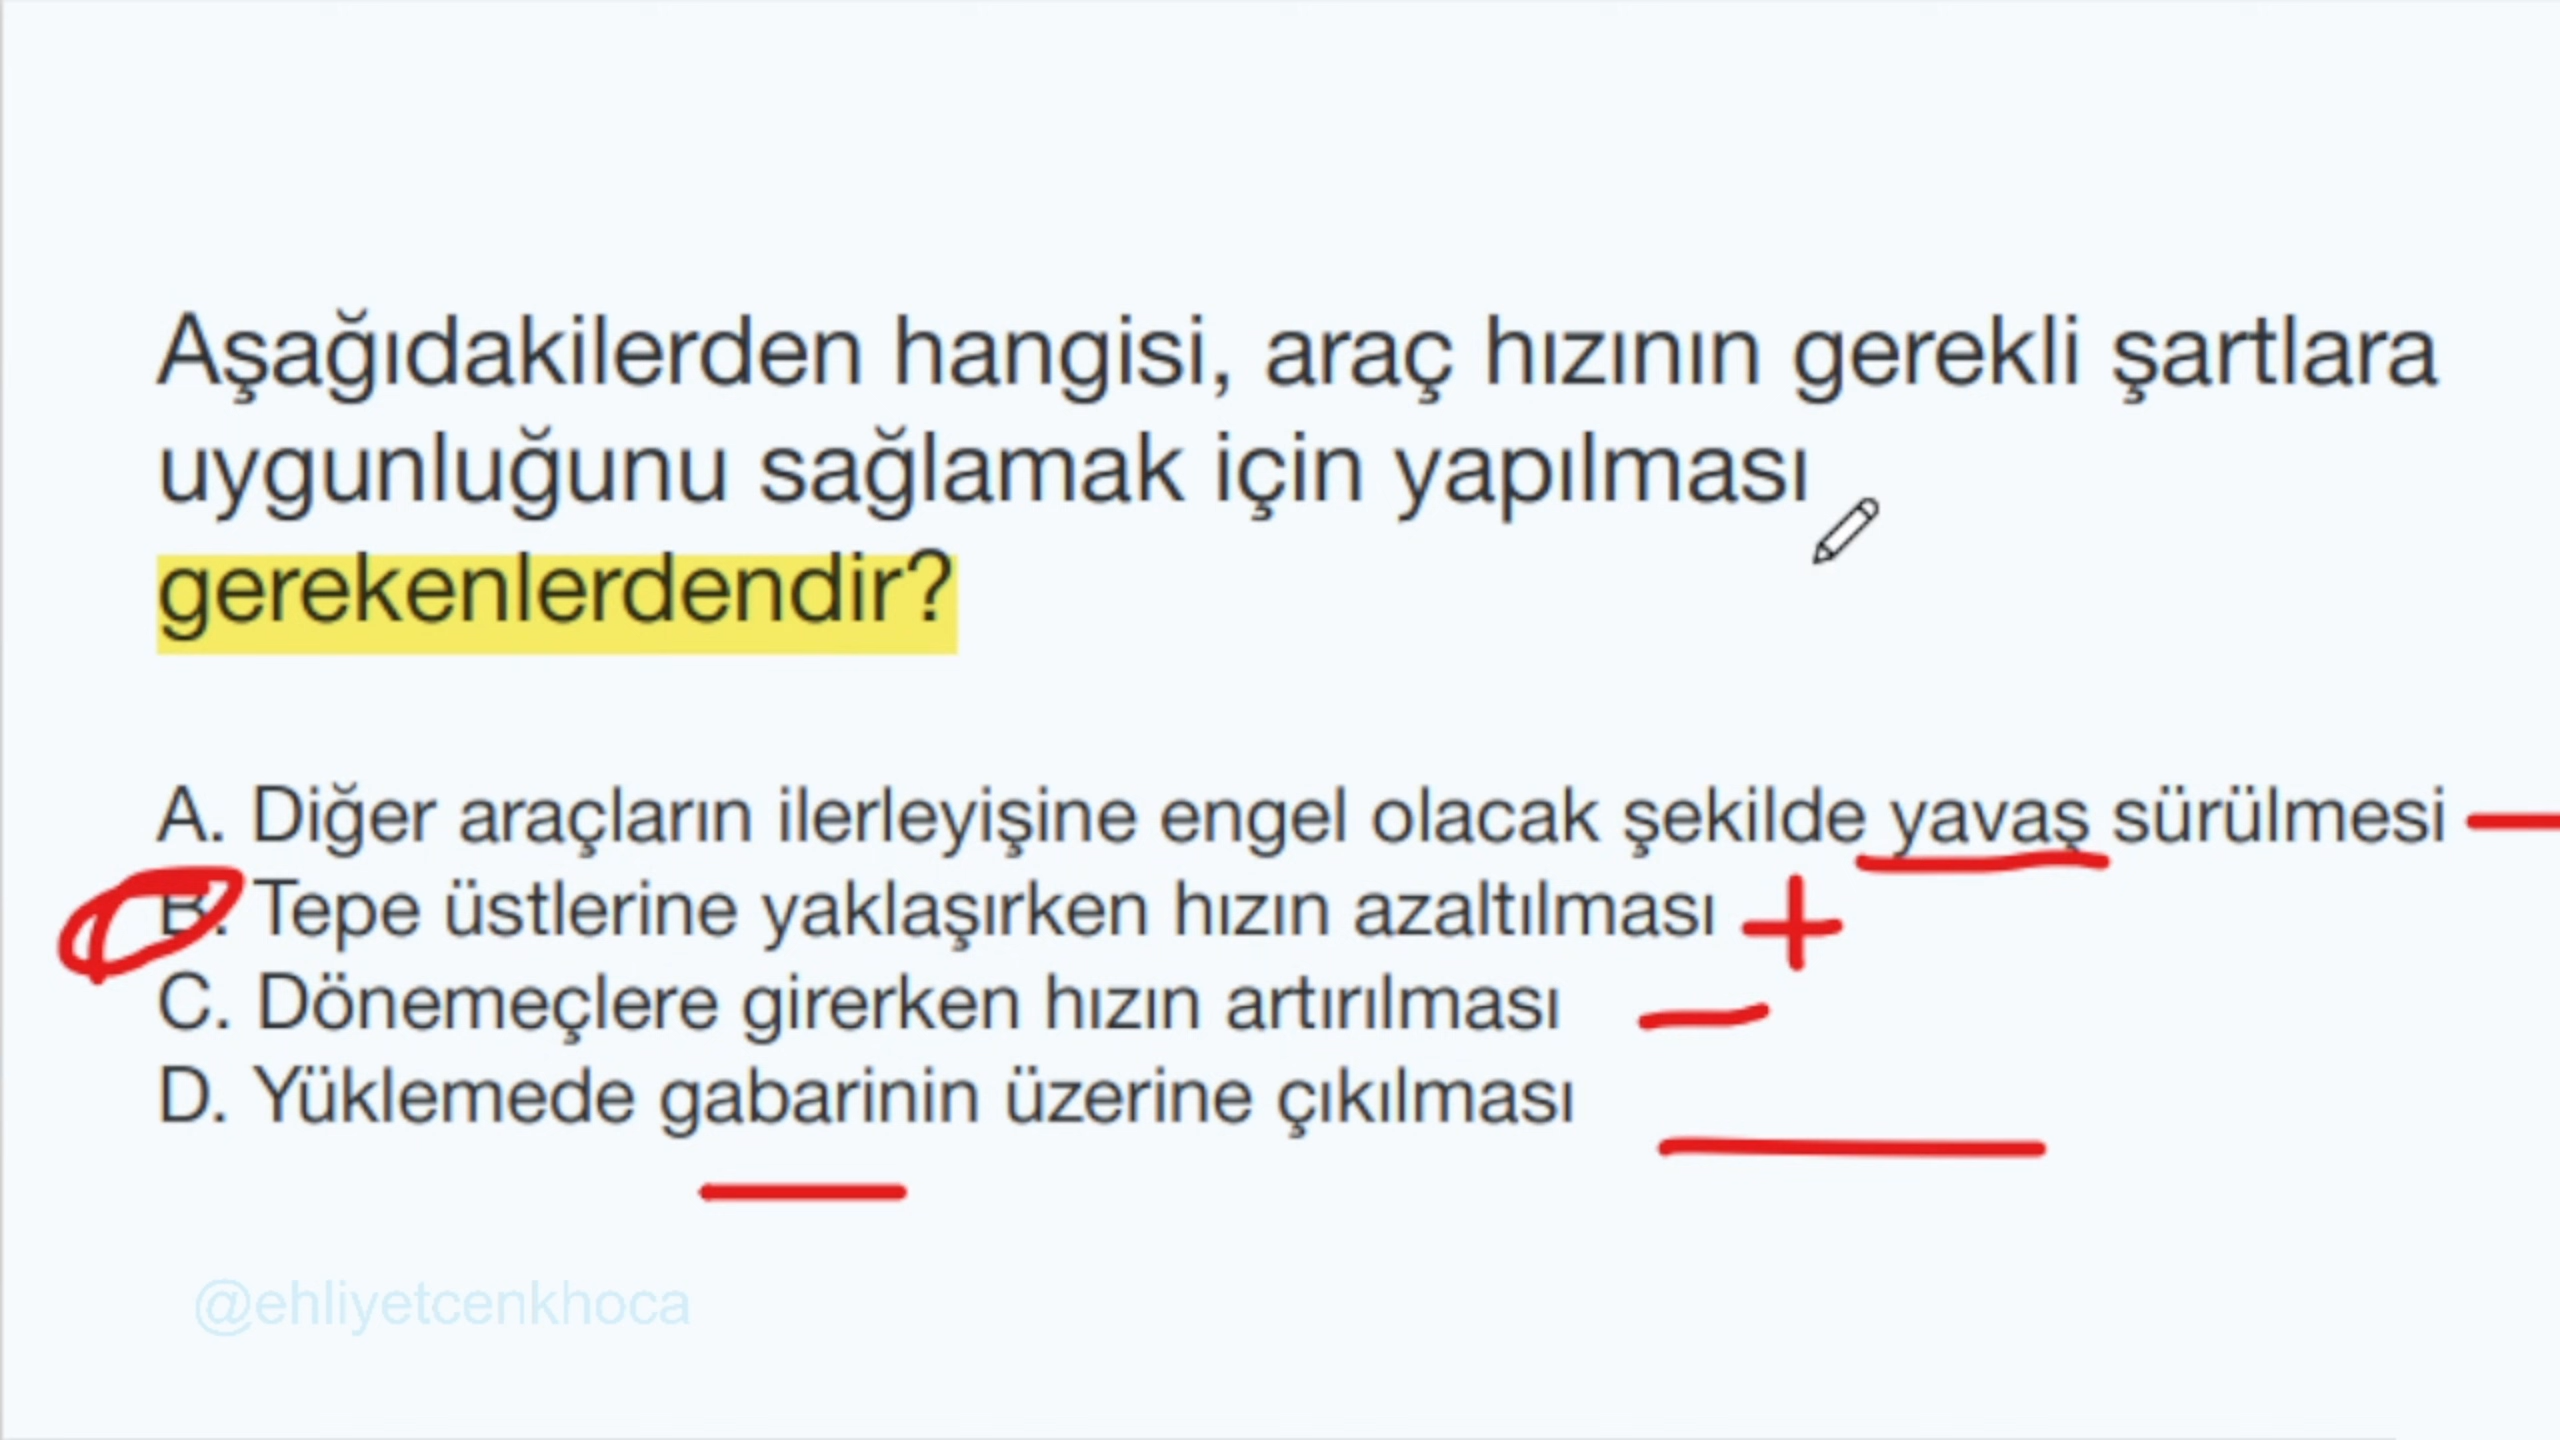 Aşağıdakilerden hangisi, araç hızının gerekli şartlara
uygunluğunu sağlamak için yapılması
gerekenlerdendir?
A. Diğer araçların ilerleyişine engel olacak şekilde yavaş sürülmesi
B. Tepe üstlerine yaklaşırken hızın azaltılması
C. Dönemeçlere girerken hızın artırılması
D. Yüklemede gabarinin üzerine çıkılması
@ehliyetcenkhoca